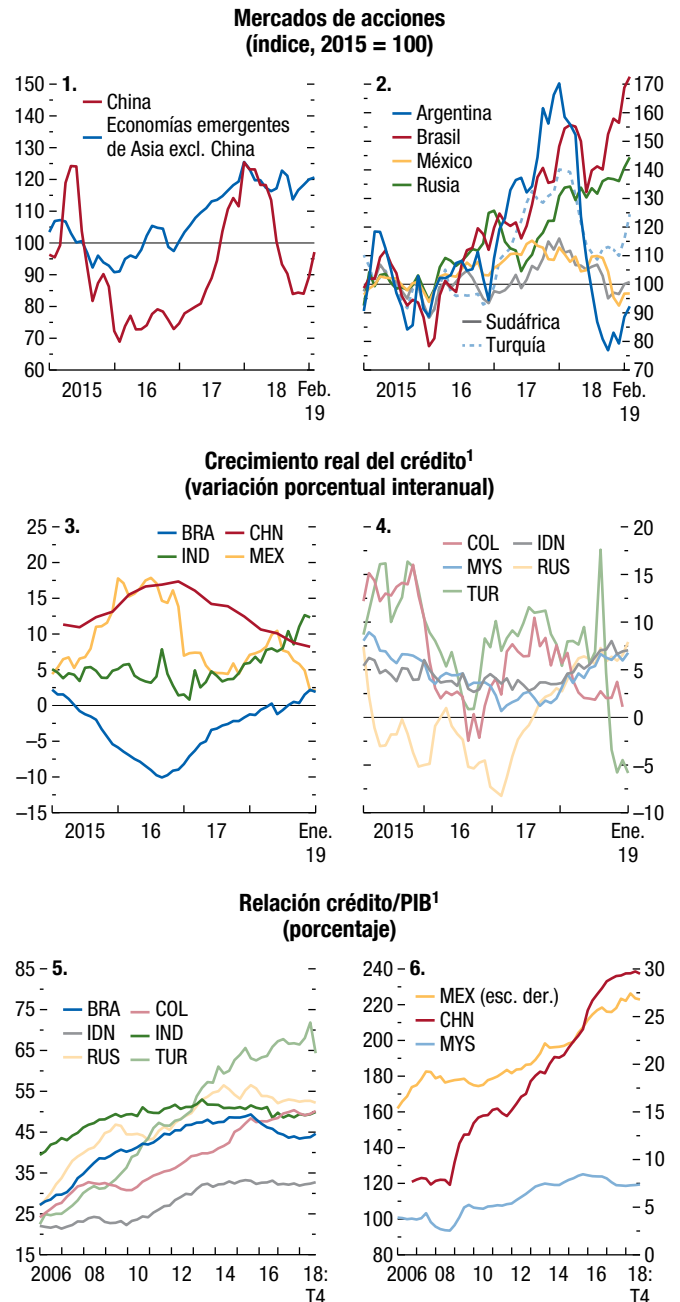 Mercados de acciones
(índice, 2015 = 100)
1.
China
Economías emergentes
de Asia excl. China
150
140
130
120
110
100
90
80
70
60
2015 16 17 18 Feb.
19
2.
Argentina
Brasil
México
Rusia
Sudáfrica
Turquía
170
160
150
140
130
120
110
100
90
80
70
2015 16 17 18 Feb.
19
Crecimiento real del crédito1
(variación porcentual interanual)
3.
BRA CHN
IND MEX
25
20
15
10
5
0
–5
–10
–15
2015 16 17 Ene.
19
4.
COL IDN
MYS RUS
TUR
20
15
10
5
0
–5
–10
2015 16 17 Ene.
19
Relación crédito/PIB1
(porcentaje)
5.
BRA COL
IDN IND
RUS TUR
85
75
65
55
45
35
25
15
2006 08 10 12 14 16 18:
T4
6.
MEX (esc. der.)
CHN
MYS
240
220
200
180
160
140
120
100
80
30
25
20
15
10
5
0
2006 08 10 12 14 16 18:
T4